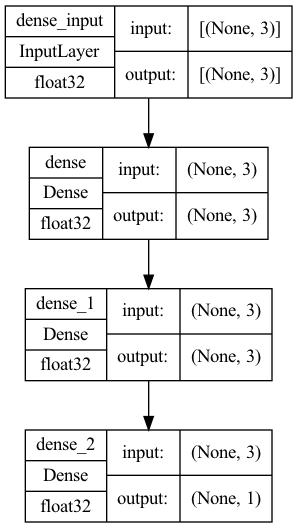 dense_input
InputLayer
float32
input:
[(None, 3)]
output:
[(None, 3)]
dense
Dense
float32
input:
(None, 3)
output:
(None, 3)
dense_1
Dense
float32
input:
(None, 3)
output:
(None, 3)
dense_2
Dense
float32
input:
(None, 3)
output:
(None, 1)